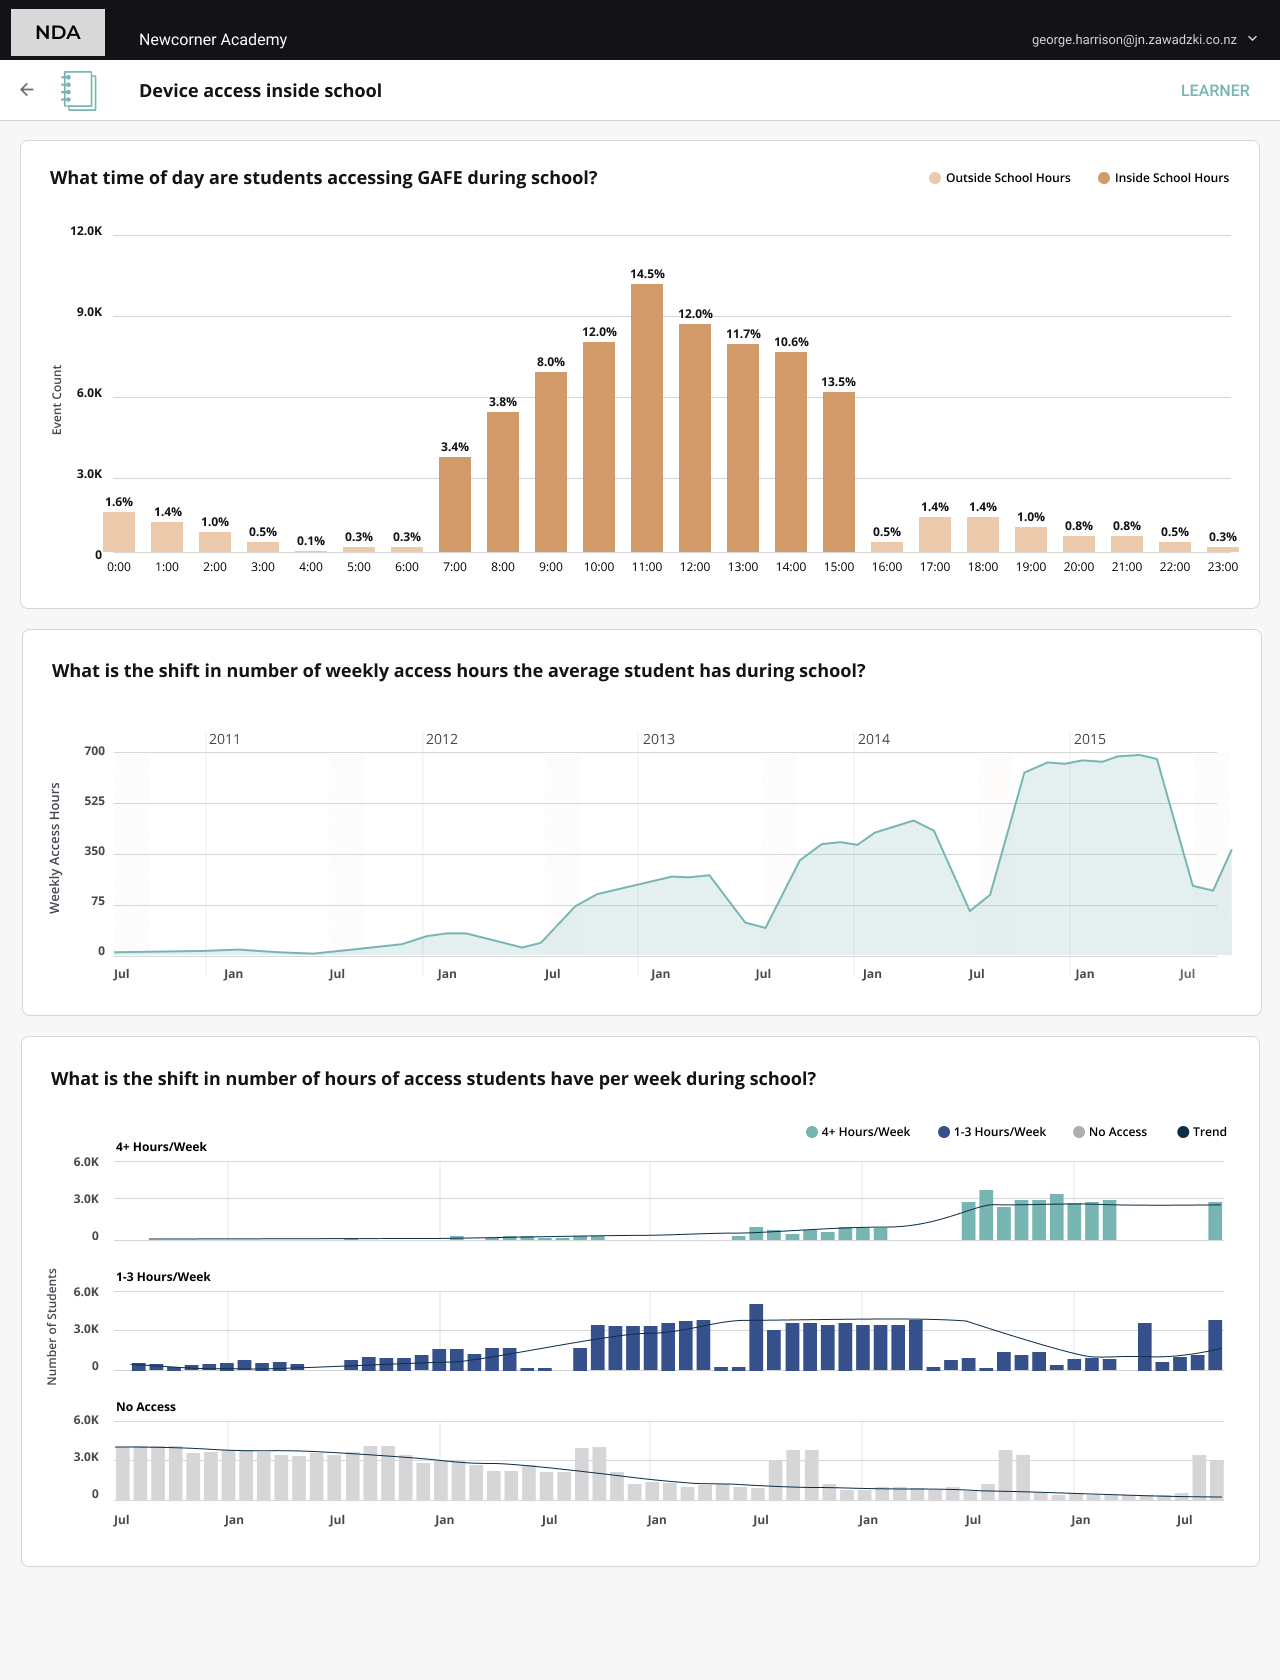 NDA
Newcorner Academy
george.harrison@jn.zawadzki.co.nz
Device access inside school
LEARNER
What time of day are students accessing GAFE during school?
Outside School Hours
Inside School Hours
Event Count
12.0K
9.0K
6.0K
3.0K
0
1.6%
1.4%
1.0%
0.5%
0.1%
0.3%
0.3%
3.4%
3.8%
8.0%
12.0%
14.5%
12.0%
11.7%
10.6%
13.5%
0.5%
1.4%
1.4%
1.0%
0.8%
0.8%
0.5%
0.3%
0:00
1:00
2:00
3:00
4:00
5:00
6:00
7:00
8:00
9:00
10:00
11:00
12:00
13:00
14:00
15:00
16:00
17:00
18:00
19:00
20:00
21:00
22:00
23:00
What is the shift in number of weekly access hours the average student has during school?
2011
2012
2013
2014
2015
Weekly Access Hours
700
525
350
75
0
Jul
Jan
Jul
Jan
Jul
Jan
Jul
Jan
Jul
Jan
Jul
What is the shift in number of hours of access students have per week during school?
4+ Hours/Week
1-3 Hours/Week
No Access
Trend
Number of Students
4+ Hours/Week
6.0K
3.0K
0
1-3 Hours/Week
6.0K
3.0K
0
No Access
6.0K
3.0K
0
Jul
Jan
Jul
Jan
Jul
Jan
Jul
Jan
Jul
Jan
Jul